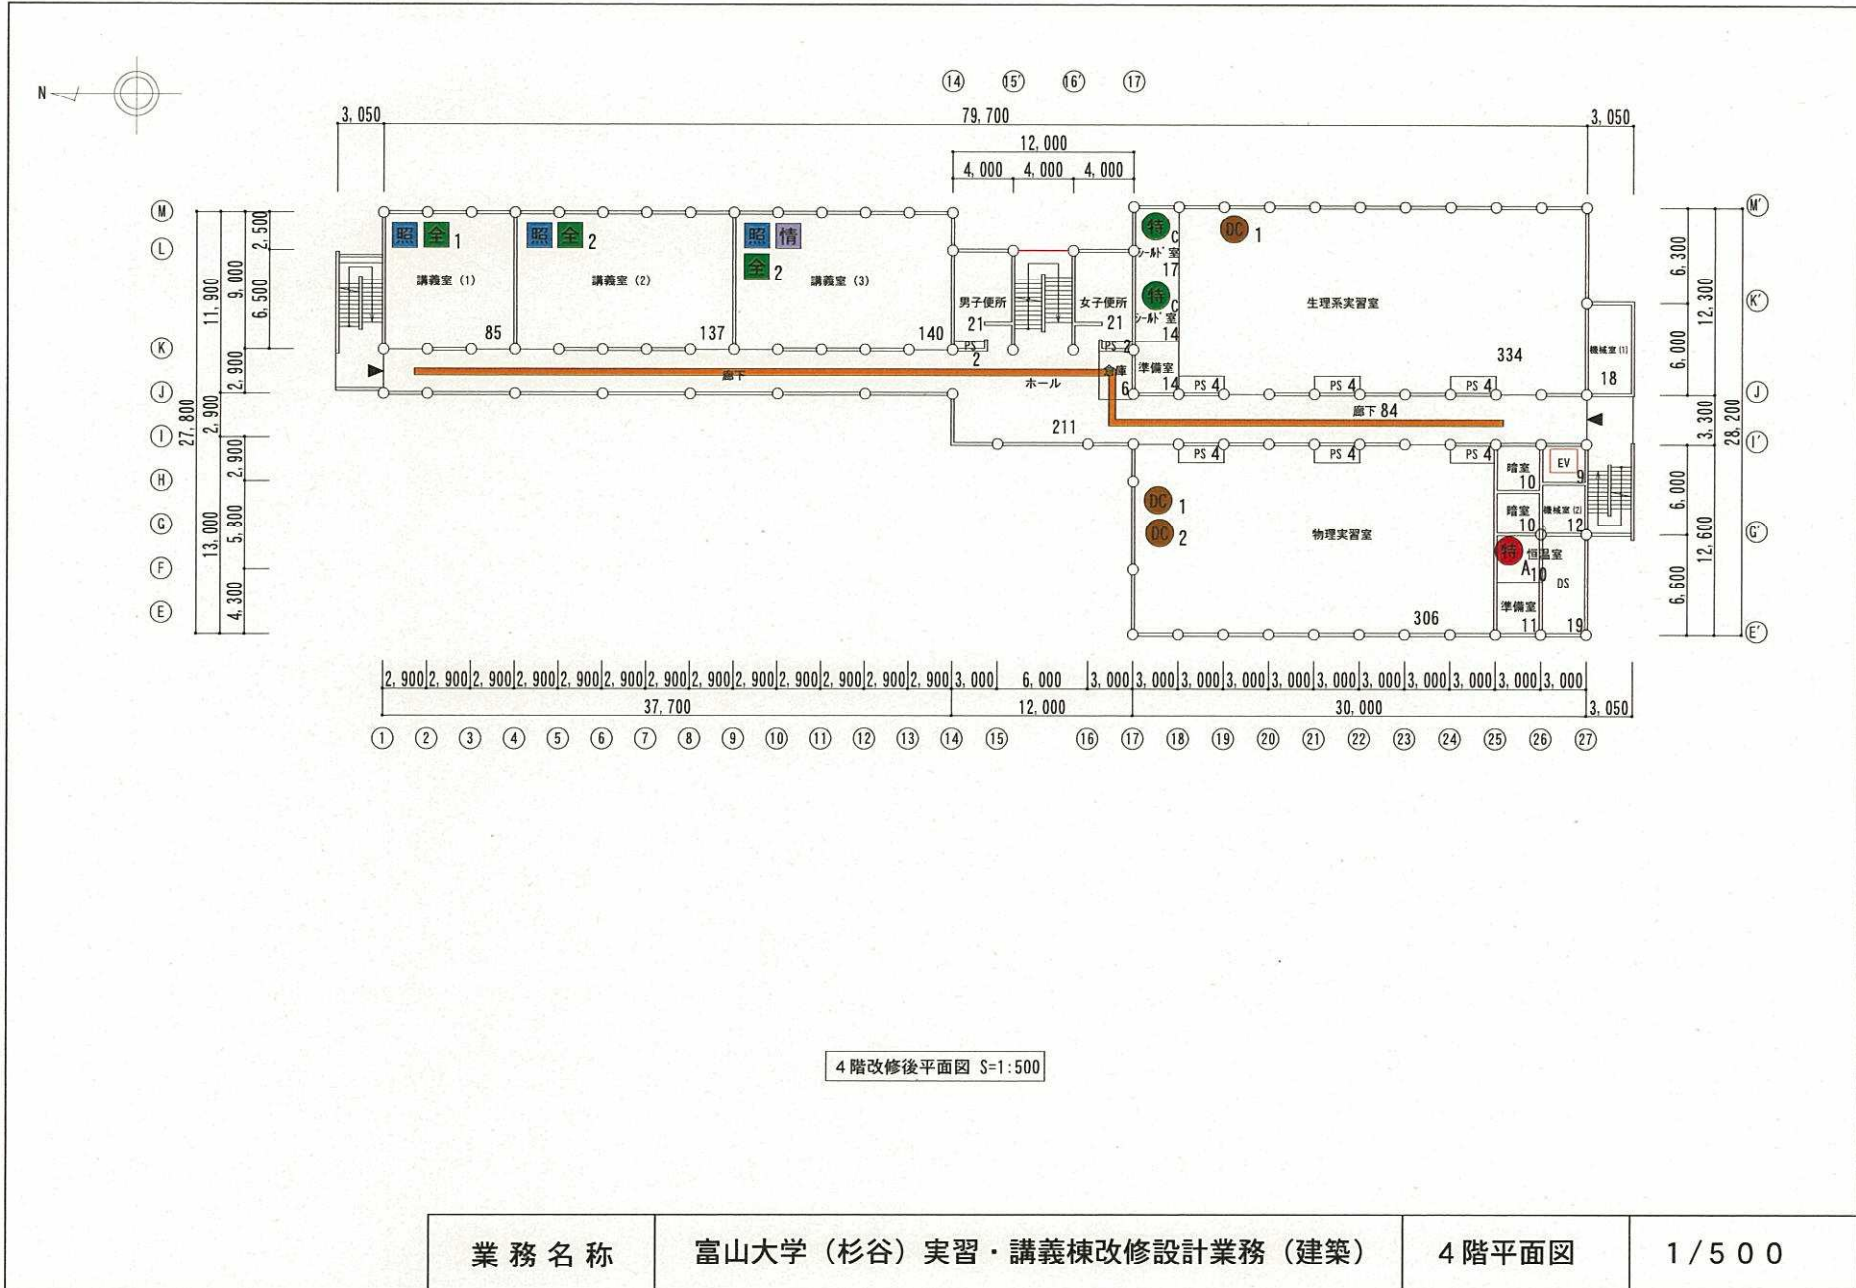 N
⑭ ⑮' ⑯' ⑰
3,050 79,700 3,050
12,000
4,000 4,000 4,000
Ⓜ Ⓛ Ⓚ Ⓙ Ⓘ Ⓗ Ⓖ Ⓕ Ⓔ
27,800
11,900 2,900 13,000
9,000 2,900 2,900 5,800 4,300
2,500 6,500
照 全 1
講義室 (1)
85
照 全 2
講義室 (2)
137
照 情
全 2
講義室 (3)
140
男子便所
21
PS
2
女子便所
21
PS 2
特 C
シールド室
17
特 C
シールド室
14
準備室
14
倉庫
6
DC 1
生理系実習室
334
機械室(1)
18
PS 4 PS 4 PS 4
廊下
ホール
211
廊下 84
PS 4 PS 4 PS 4
DC 1
DC 2
物理実習室
306
暗室
10
暗室
10
EV
9
機械室(2)
12
特 恒温室
A 10
DS
19
準備室
11
6,300 6,000 3,300 6,000 6,600
12,300 12,600
28,200
M' K' J I' G' E'
2,900 2,900 2,900 2,900 2,900 2,900 2,900 2,900 2,900 2,900 2,900 2,900 2,900 3,000 6,000 3,000 3,000 3,000 3,000 3,000 3,000 3,000 3,000 3,000 3,000 3,000
37,700 12,000 30,000 3,050
① ② ③ ④ ⑤ ⑥ ⑦ ⑧ ⑨ ⑩ ⑪ ⑫ ⑬ ⑭ ⑮ ⑯ ⑰ ⑱ ⑲ ⑳ ㉑ ㉒ ㉓ ㉔ ㉕ ㉖ ㉗
4階改修後平面図 S=1:500
業務名称 富山大学（杉谷）実習・講義棟改修設計業務（建築） 4階平面図 1/500